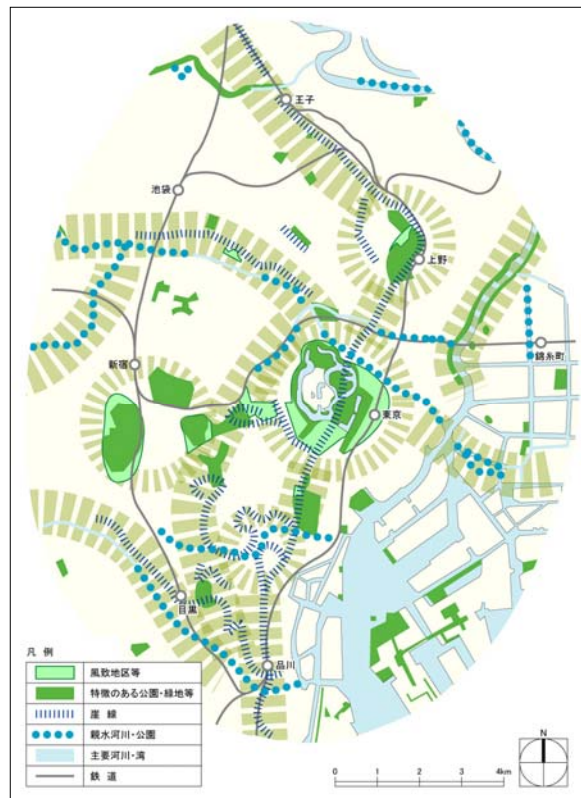 王子
池袋
上野
錦糸町
新宿
東京
目黒
品川
凡例
風致地区等
特徴のある公園・緑地等
崖線
親水河川・公園
主要河川・湾
鉄道
N
0 1 2 3 4km